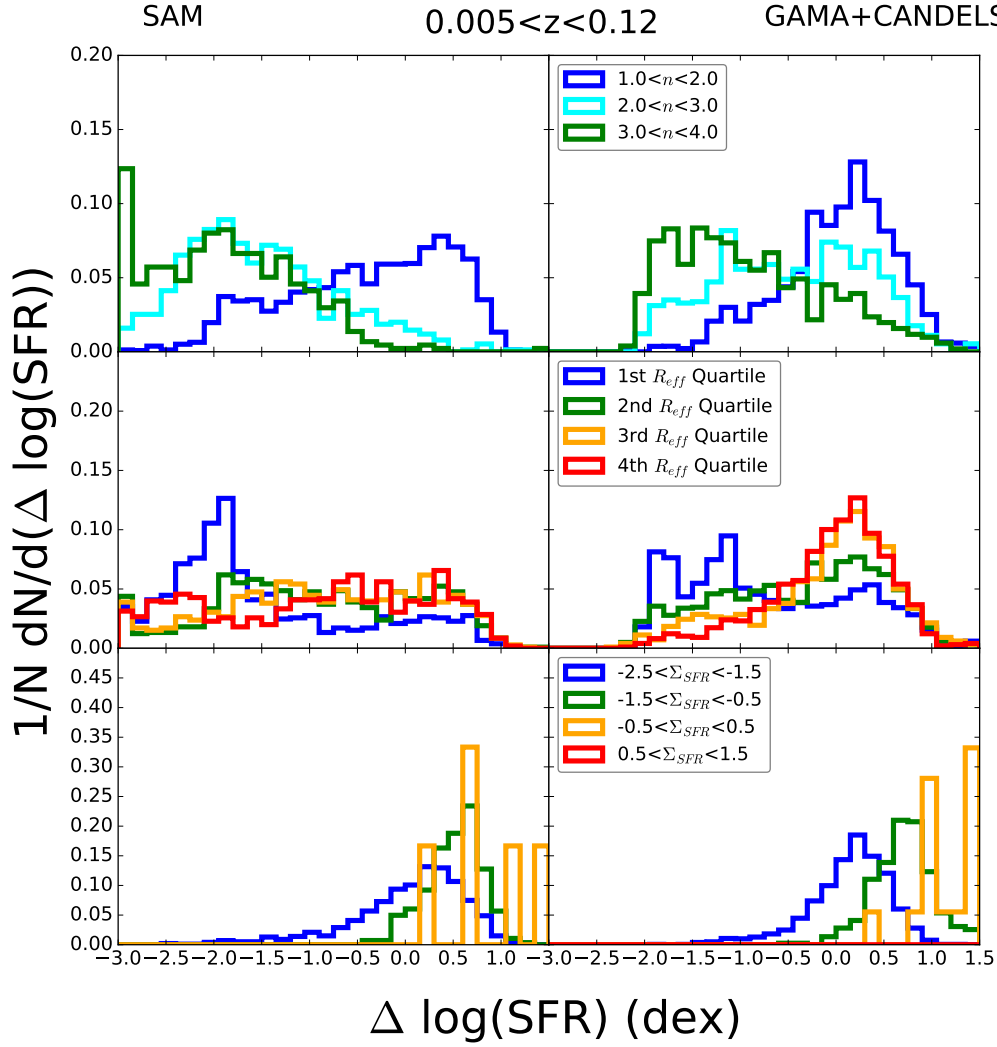 SAM 0.005<z<0.12 GAMA+CANDELS
1/N dN/d(Δ log(SFR))
0.20
0.15
0.10
0.05
0.00
1.0<n<2.0
2.0<n<3.0
3.0<n<4.0
0.20
0.15
0.10
0.05
0.00
1st R_eff Quartile
2nd R_eff Quartile
3rd R_eff Quartile
4th R_eff Quartile
0.45
0.40
0.35
0.30
0.25
0.20
0.15
0.10
0.05
0.00
-2.5<Σ_SFR<-1.5
-1.5<Σ_SFR<-0.5
-0.5<Σ_SFR<0.5
0.5<Σ_SFR<1.5
−3.0 −2.5 −2.0 −1.5 −1.0 −0.5 0.0 0.5 1.0 −3.0 −2.5 −2.0 −1.5 −1.0 −0.5 0.0 0.5 1.0 1.5
Δ log(SFR) (dex)